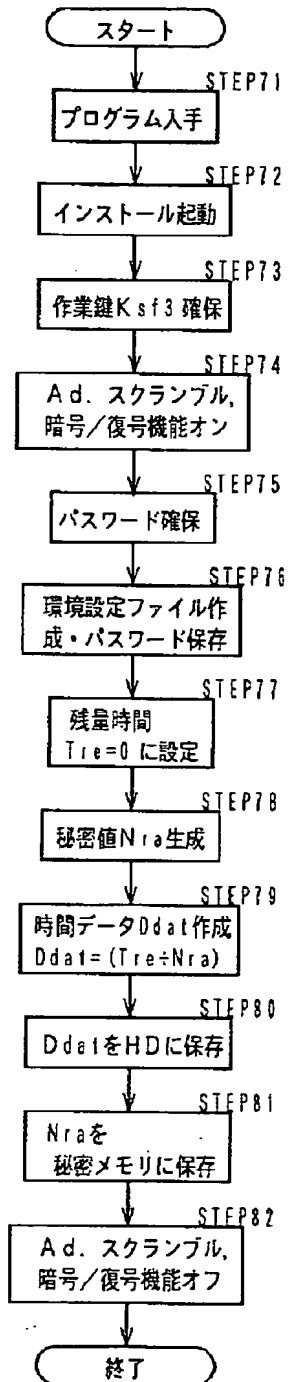 スタート
STEP71
プログラム入手
STEP72
インストール起動
STEP73
作業鍵Ksf3確保
STEP74
Ad. スクランブル,
暗号/復号機能オン
STEP75
パスワード確保
STEP76
環境設定ファイル作
成・パスワード保存
STEP77
残量時間
Tre=0に設定
STEP78
秘密値Nra生成
STEP79
時間データDdat作成
Ddat=(Tre÷Nra)
STEP80
DdatをHDに保存
STEP81
Nraを
秘密メモリに保存
STEP82
Ad. スクランブル,
暗号/復号機能オフ
終了